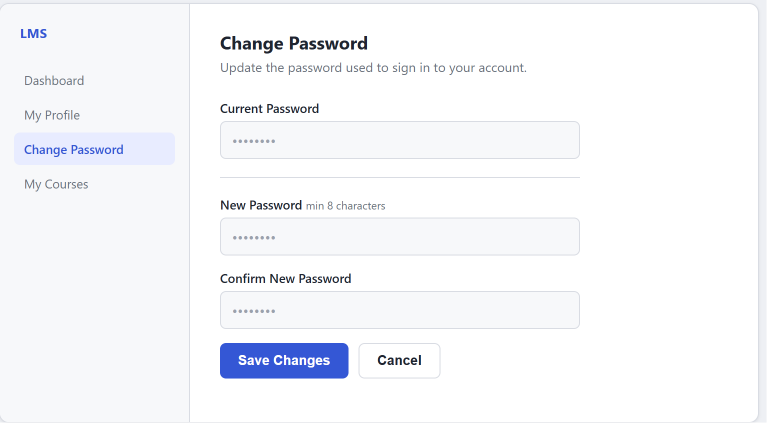 LMS
Dashboard
My Profile
Change Password
My Courses
Change Password
Update the password used to sign in to your account.
Current Password
••••••••
New Password min 8 characters
••••••••
Confirm New Password
••••••••
Save Changes
Cancel